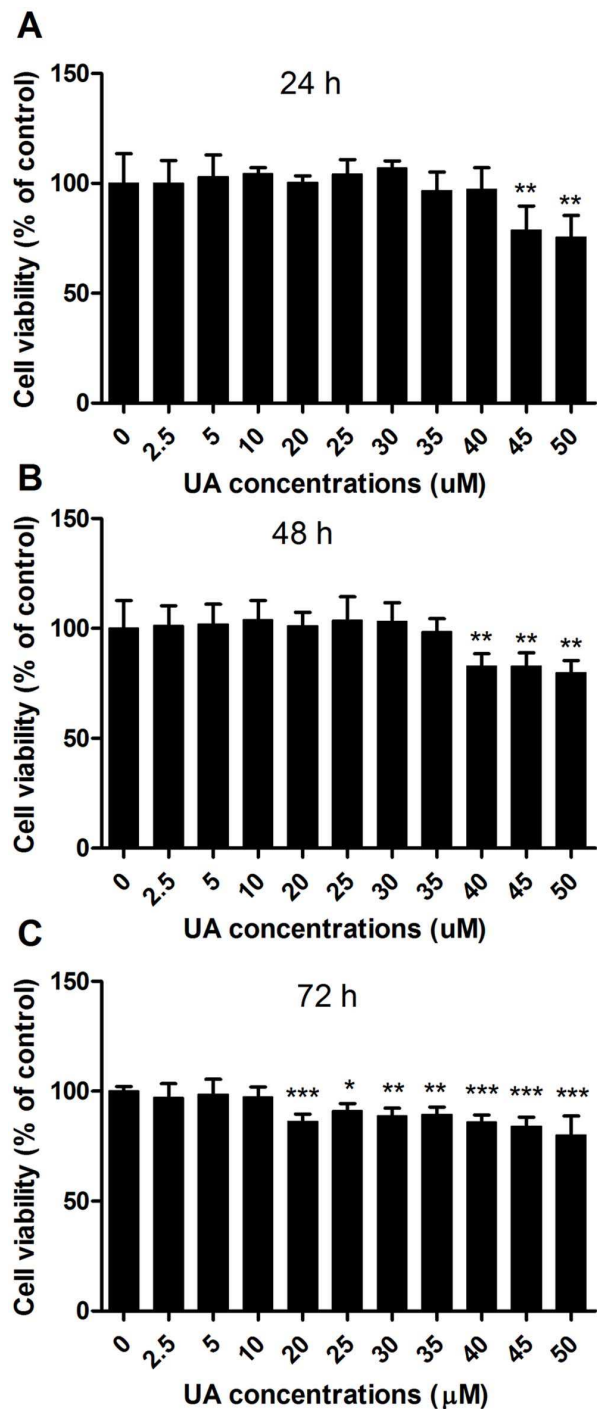 A
24 h
Cell viability (% of control)
150
100
50
0
** **
0 2.5 5 10 20 25 30 35 40 45 50
UA concentrations (uM)
B
48 h
Cell viability (% of control)
150
100
50
0
** ** **
0 2.5 5 10 20 25 30 35 40 45 50
UA concentrations (uM)
C
72 h
Cell viability (% of control)
150
100
50
0
*** * ** ** *** *** ***
0 2.5 5 10 20 25 30 35 40 45 50
UA concentrations (μM)